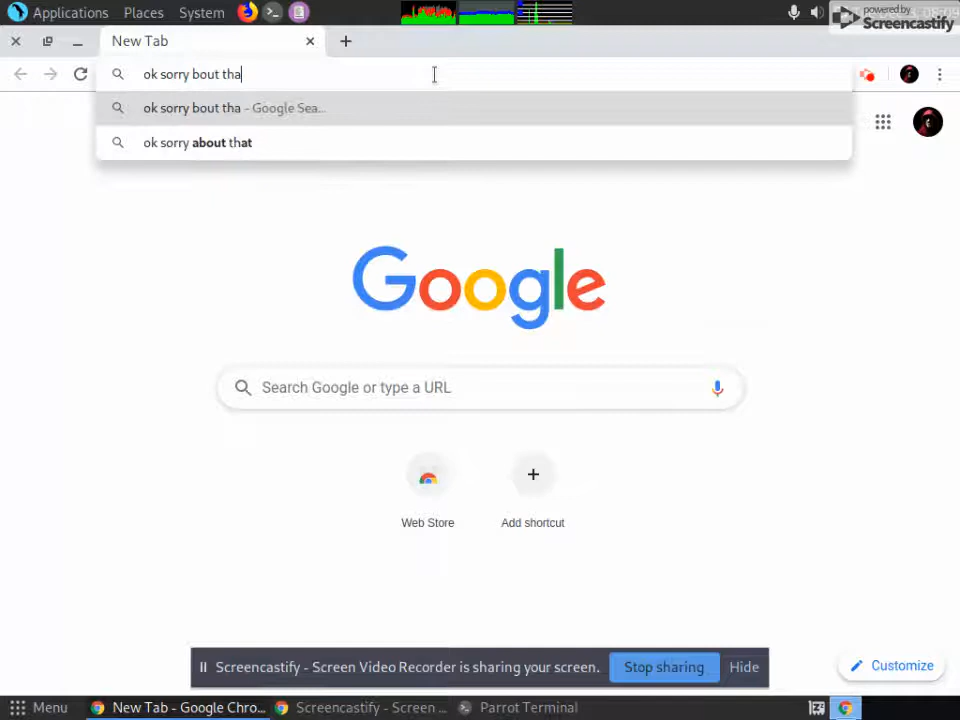 Applications Places System
powered by
Screencastify
New Tab
ok sorry bout tha
ok sorry bout tha - Google Sea...
ok sorry about that
Google
Search Google or type a URL
Web Store
Add shortcut
Screencastify - Screen Video Recorder is sharing your screen.
Stop sharing
Hide
Customize
Menu
New Tab - Google Chro...
Screencastify - Screen ...
Parrot Terminal